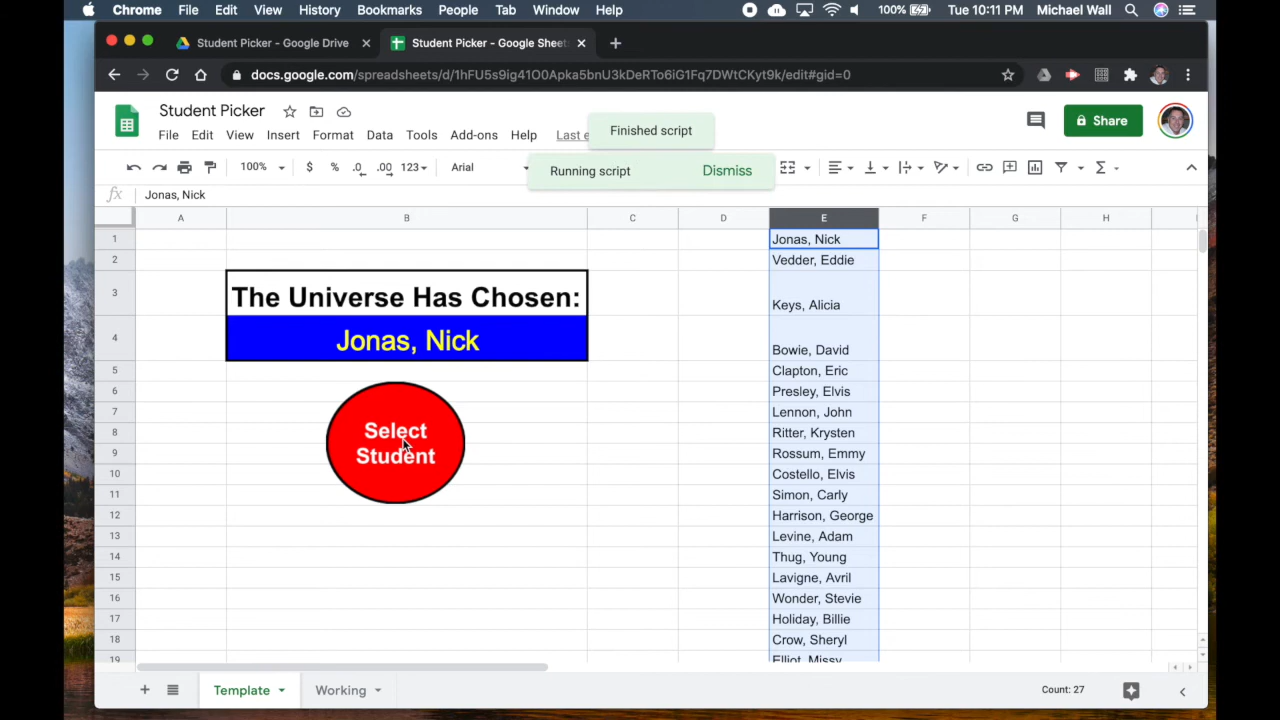 Chrome File Edit View History Bookmarks People Tab Window Help 100% Tue 10:11 PM Michael Wall
Student Picker - Google Drive Student Picker - Google Sheets
docs.google.com/spreadsheets/d/1hFU5s9ig41O0Apka5bnU3kDeRTo6iG1Fq7DWtCKyt9k/edit#gid=0
Student Picker
File Edit View Insert Format Data Tools Add-ons Help Last e
Finished script
Share
100% $ % .0 .00 123 Arial
Running script Dismiss
fx Jonas, Nick
A B C D E F G H
1 Jonas, Nick
2 Vedder, Eddie
3 The Universe Has Chosen: Keys, Alicia
4 Jonas, Nick Bowie, David
5 Clapton, Eric
6 Presley, Elvis
7 Lennon, John
8 Select Ritter, Krysten
9 Student Rossum, Emmy
10 Costello, Elvis
11 Simon, Carly
12 Harrison, George
13 Levine, Adam
14 Thug, Young
15 Lavigne, Avril
16 Wonder, Stevie
17 Holiday, Billie
18 Crow, Sheryl
19 Elliot, Missy
Template Working Count: 27